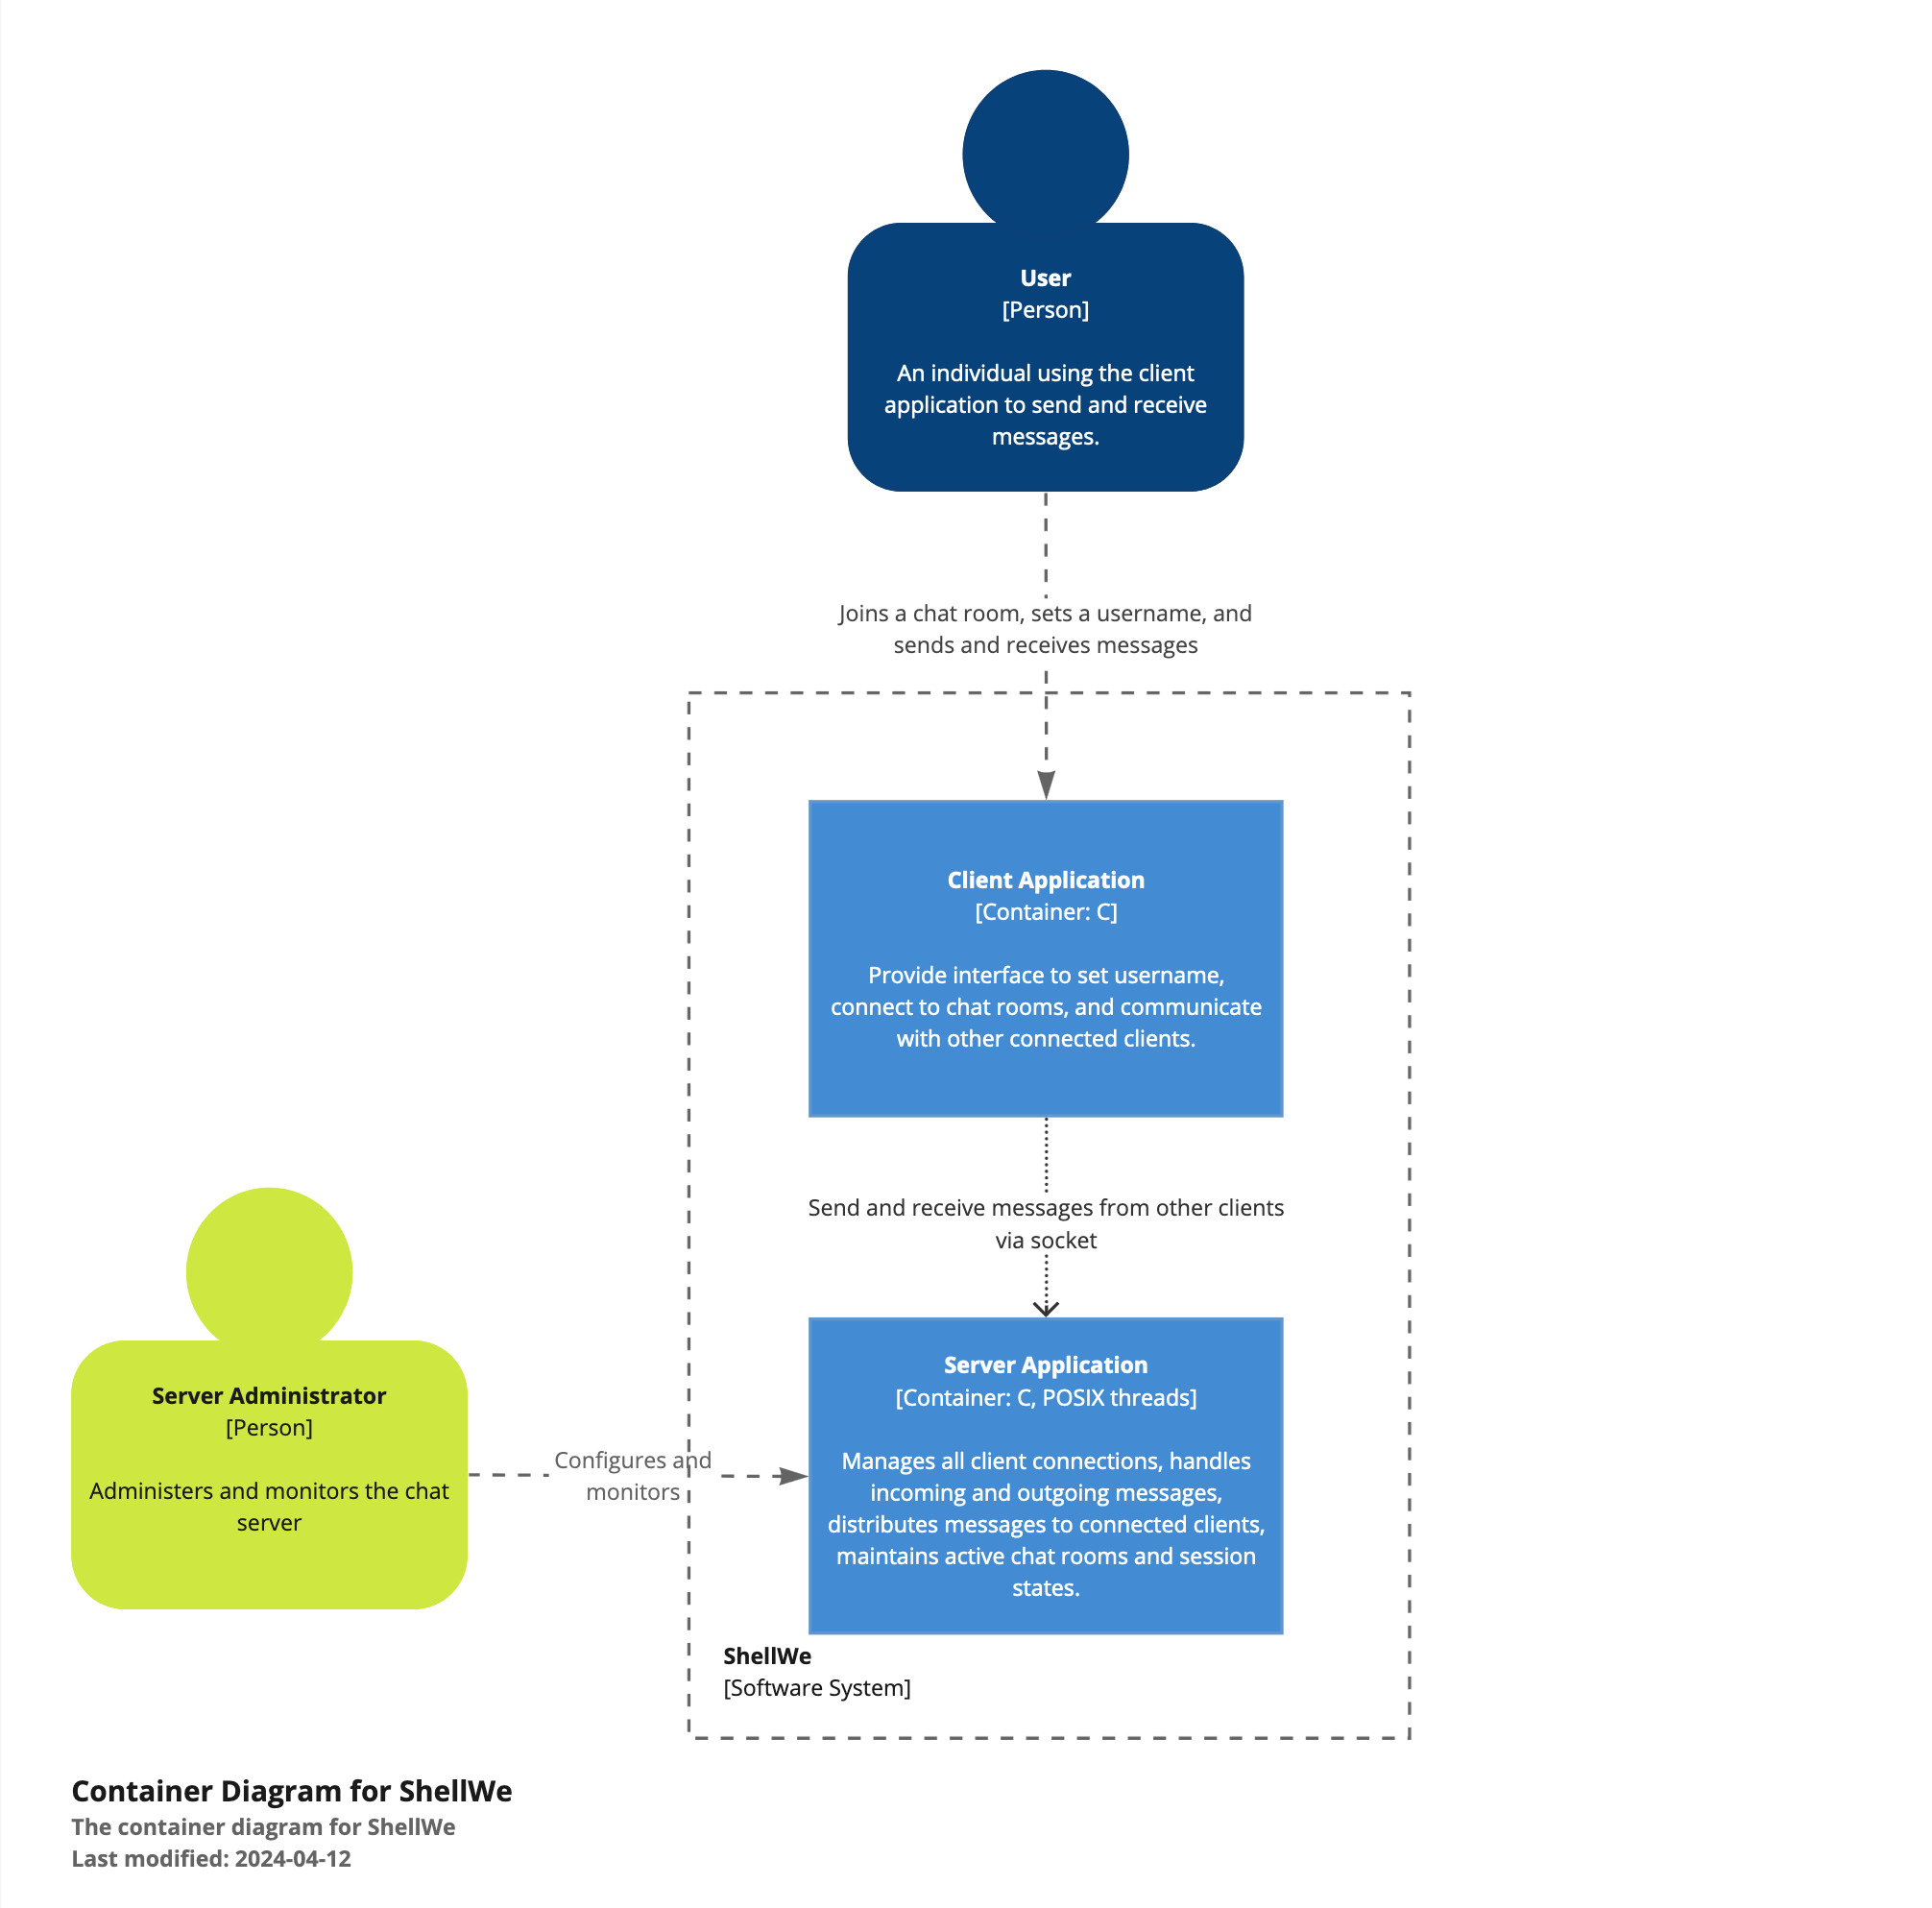 User
[Person]
An individual using the client
application to send and receive
messages.
Joins a chat room, sets a username, and
sends and receives messages
Client Application
[Container: C]
Provide interface to set username,
connect to chat rooms, and communicate
with other connected clients.
Send and receive messages from other clients
via socket
Server Administrator
[Person]
Administers and monitors the chat
server
Configures and
monitors
Server Application
[Container: C, POSIX threads]
Manages all client connections, handles
incoming and outgoing messages,
distributes messages to connected clients,
maintains active chat rooms and session
states.
ShellWe
[Software System]
Container Diagram for ShellWe
The container diagram for ShellWe
Last modified: 2024-04-12